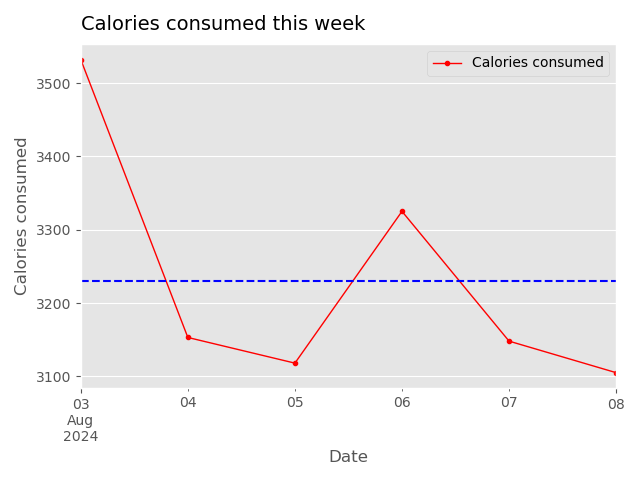 Calories consumed this week
Calories consumed
3500
3400
3300
3200
3100
Calories consumed
03
Aug
2024
04
05
06
07
08
Date